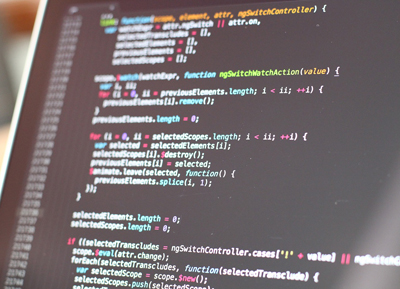 link: function(scope, element, attr, ngSwitchController) {
var watchExpr = attr.ngSwitch || attr.on,
selectedTranscludes = [],
selectedElements = [],
previousElements = [],
selectedScopes = [];
scope.$watch(watchExpr, function ngSwitchWatchAction(value) {
var i, ii;
for (i = 0, ii = previousElements.length; i < ii; ++i) {
previousElements[i].remove();
}
previousElements.length = 0;
for (i = 0, ii = selectedScopes.length; i < ii; ++i) {
var selected = selectedElements[i];
selectedScopes[i].$destroy();
previousElements[i] = selected;
$animate.leave(selected, function() {
previousElements.splice(i, 1);
});
}
selectedElements.length = 0;
selectedScopes.length = 0;
if ((selectedTranscludes = ngSwitchController.cases['!' + value] || ngSwitch
scope.$eval(attr.change);
forEach(selectedTranscludes, function(selectedTransclude) {
var selectedScope = scope.$new();
selectedScopes.push(selectedScope);